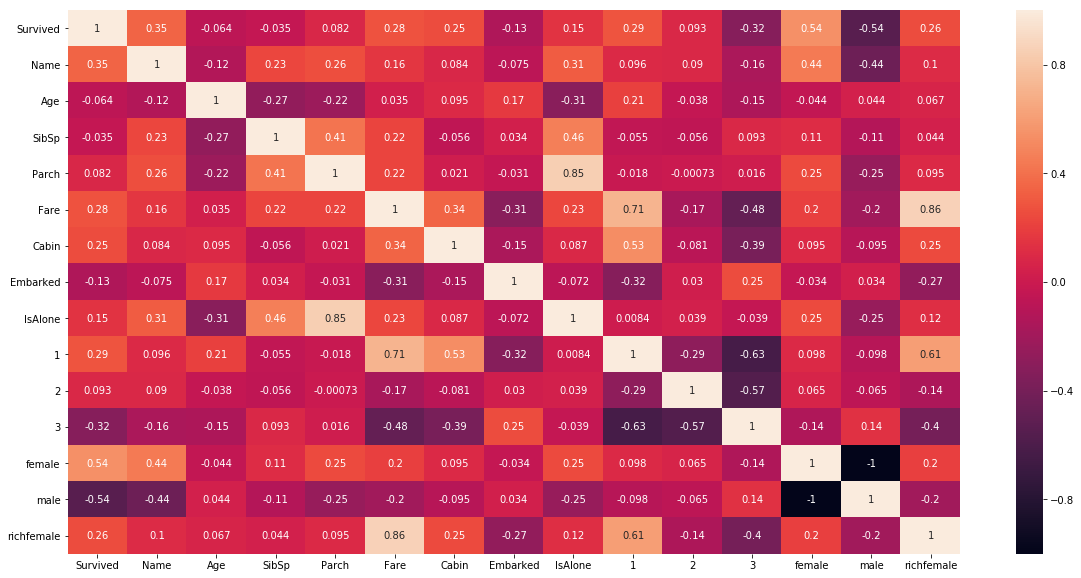 Survived 1 0.35 -0.064 -0.035 0.082 0.28 0.25 -0.13 0.15 0.29 0.093 -0.32 0.54 -0.54 0.26
Name 0.35 1 -0.12 0.23 0.26 0.16 0.084 -0.075 0.31 0.096 0.09 -0.16 0.44 -0.44 0.1
Age -0.064 -0.12 1 -0.27 -0.22 0.035 0.095 0.17 -0.31 0.21 -0.038 -0.15 -0.044 0.044 0.067
SibSp -0.035 0.23 -0.27 1 0.41 0.22 -0.056 0.034 0.46 -0.055 -0.056 0.093 0.11 -0.11 0.044
Parch 0.082 0.26 -0.22 0.41 1 0.22 0.021 -0.031 0.85 -0.018 -0.00073 0.016 0.25 -0.25 0.095
Fare 0.28 0.16 0.035 0.22 0.22 1 0.34 -0.31 0.23 0.71 -0.17 -0.48 0.2 -0.2 0.86
Cabin 0.25 0.084 0.095 -0.056 0.021 0.34 1 -0.15 0.087 0.53 -0.081 -0.39 0.095 -0.095 0.25
Embarked -0.13 -0.075 0.17 0.034 -0.031 -0.31 -0.15 1 -0.072 -0.32 0.03 0.25 -0.034 0.034 -0.27
IsAlone 0.15 0.31 -0.31 0.46 0.85 0.23 0.087 -0.072 1 0.0084 0.039 -0.039 0.25 -0.25 0.12
1 0.29 0.096 0.21 -0.055 -0.018 0.71 0.53 -0.32 0.0084 1 -0.29 -0.63 0.098 -0.098 0.61
2 0.093 0.09 -0.038 -0.056 -0.00073 -0.17 -0.081 0.03 0.039 -0.29 1 -0.57 0.065 -0.065 -0.14
3 -0.32 -0.16 -0.15 0.093 0.016 -0.48 -0.39 0.25 -0.039 -0.63 -0.57 1 -0.14 0.14 -0.4
female 0.54 0.44 -0.044 0.11 0.25 0.2 0.095 -0.034 0.25 0.098 0.065 -0.14 1 -1 0.2
male -0.54 -0.44 0.044 -0.11 -0.25 -0.2 -0.095 0.034 -0.25 -0.098 -0.065 0.14 -1 1 -0.2
richfemale 0.26 0.1 0.067 0.044 0.095 0.86 0.25 -0.27 0.12 0.61 -0.14 -0.4 0.2 -0.2 1
Survived Name Age SibSp Parch Fare Cabin Embarked IsAlone 1 2 3 female male richfemale
0.8
0.4
0.0
−0.4
−0.8